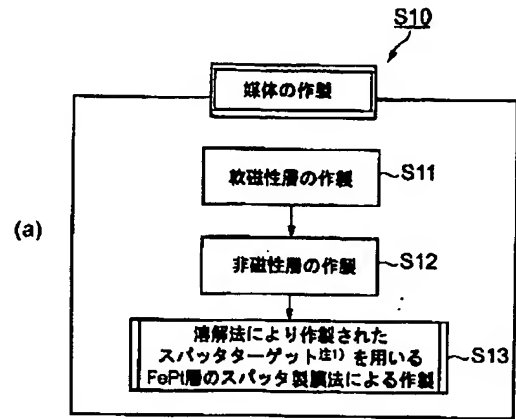 S10
媒体の作製
(a)
軟磁性層の作製
S11
非磁性層の作製
S12
溶解法により作製された
スパッタターゲット注1)を用いる
FePt層のスパッタ製膜法による作製
S13